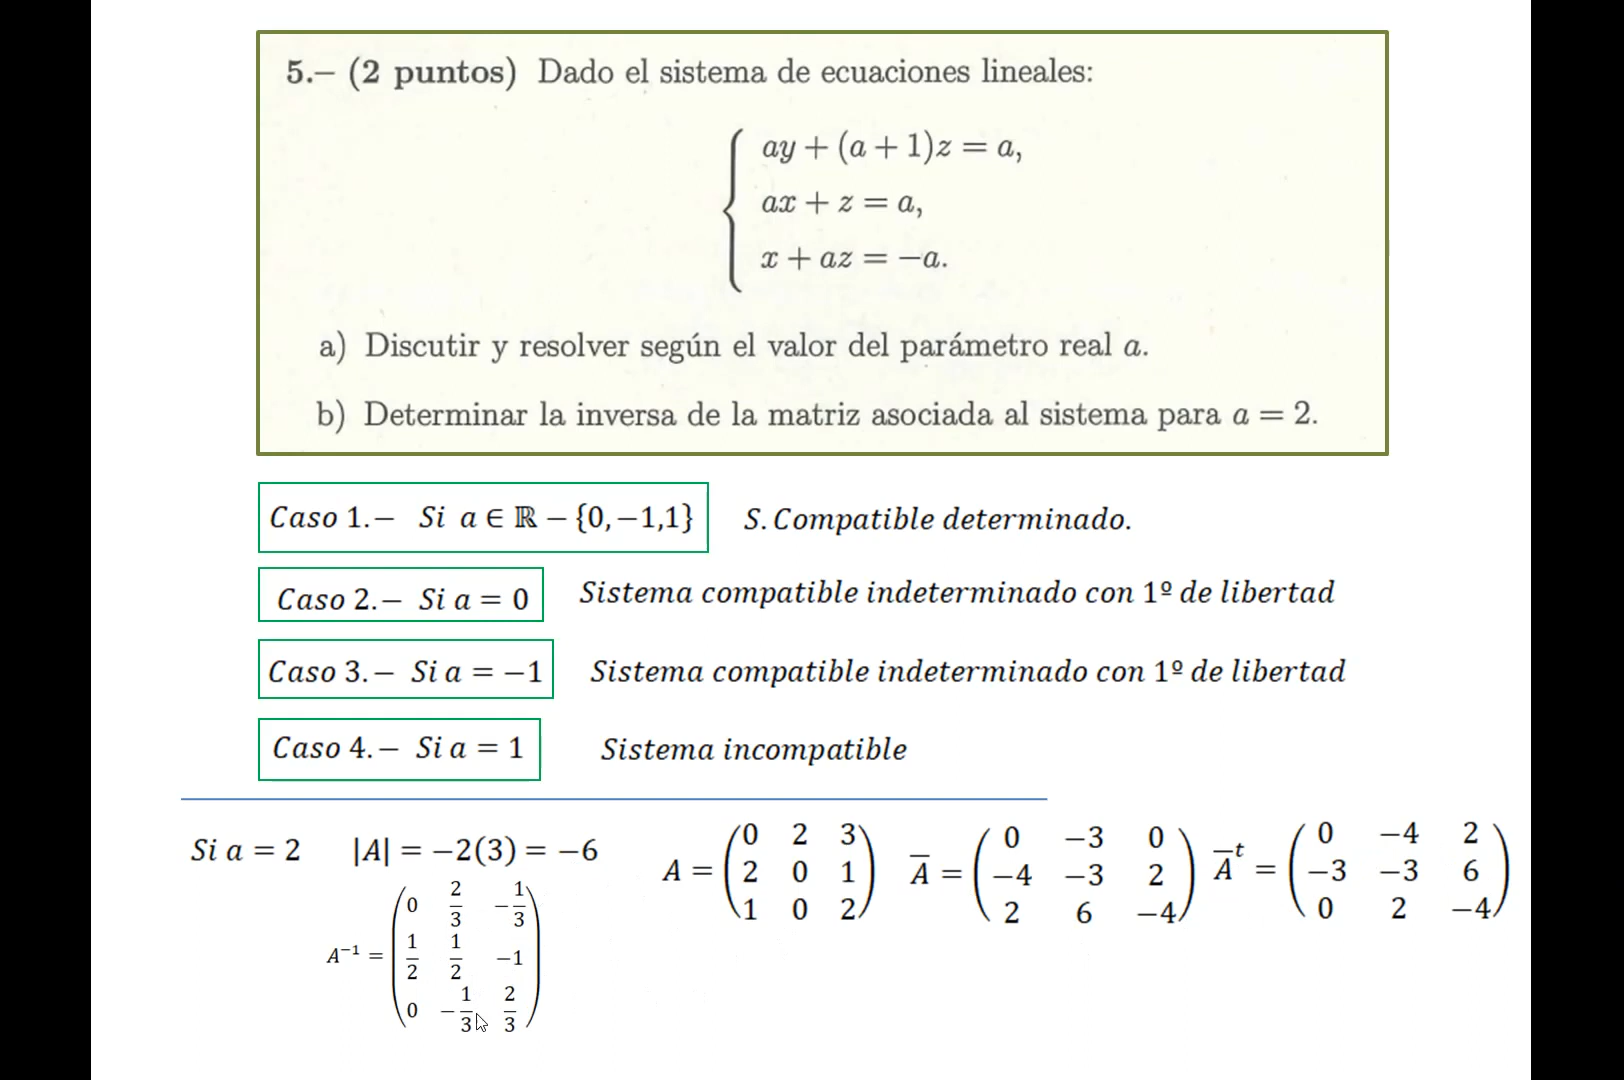 5.– (2 puntos) Dado el sistema de ecuaciones lineales:
ay + (a + 1)z = a,
ax + z = a,
x + az = −a.
a) Discutir y resolver según el valor del parámetro real a.
b) Determinar la inversa de la matriz asociada al sistema para a = 2.
Caso 1.− Si a ∈ ℝ − {0, −1,1} S. Compatible determinado.
Caso 2.− Si a = 0 Sistema compatible indeterminado con 1º de libertad
Caso 3.− Si a = −1 Sistema compatible indeterminado con 1º de libertad
Caso 4.− Si a = 1 Sistema incompatible
Si a = 2 |A| = −2(3) = −6
A = (0 2 3
2 0 1
1 0 2)
A̅ = (0 −3 0
−4 −3 2
2 6 −4)
A̅ᵗ = (0 −4 2
−3 −3 6
0 2 −4)
A⁻¹ = (0 2/3 −1/3
1/2 1/2 −1
0 −1/3 2/3)